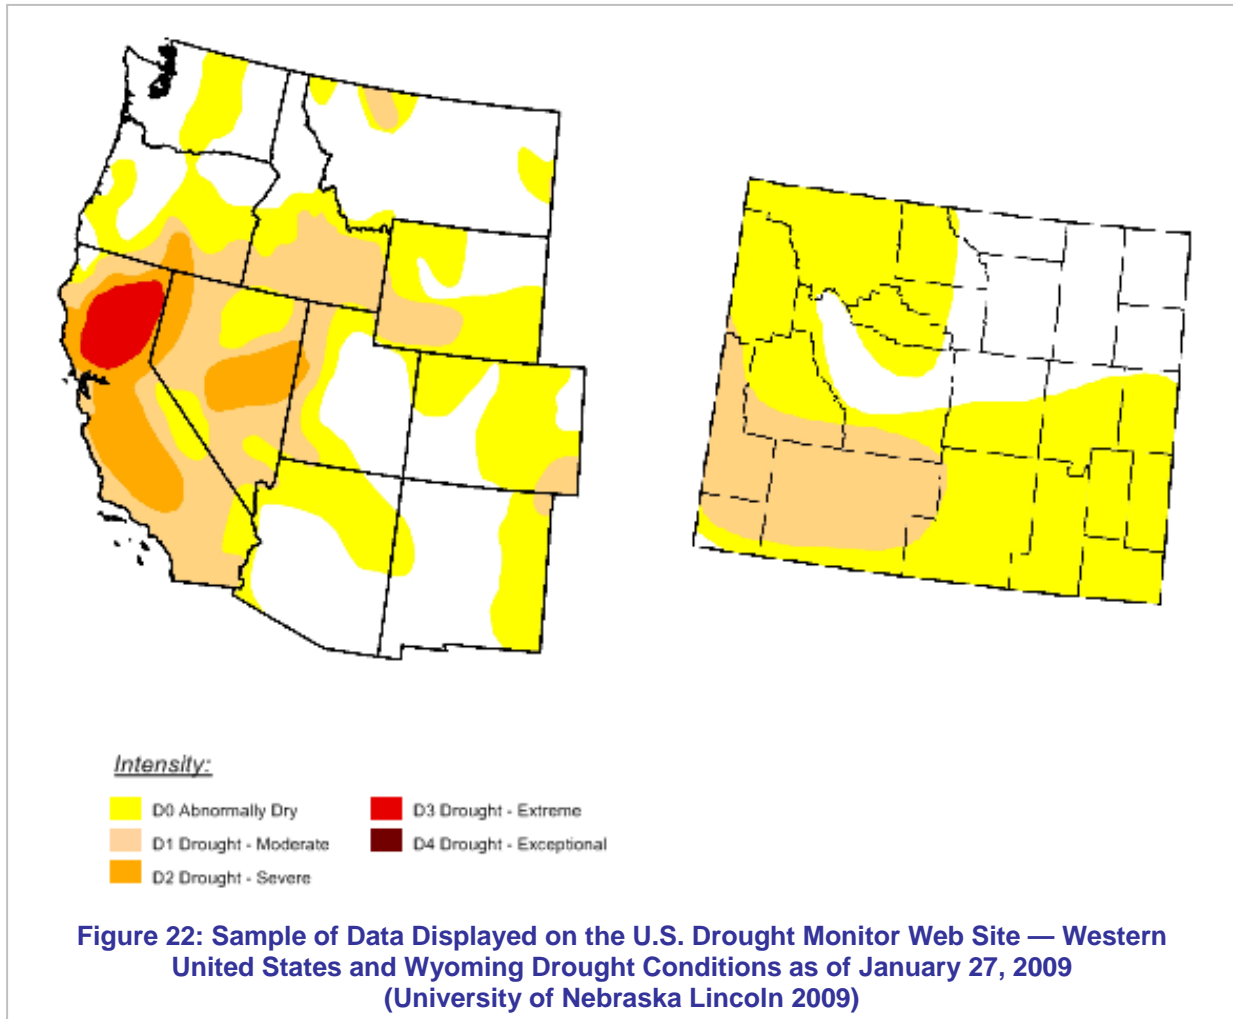 Intensity:
D0 Abnormally Dry
D1 Drought - Moderate
D2 Drought - Severe
D3 Drought - Extreme
D4 Drought - Exceptional
Figure 22: Sample of Data Displayed on the U.S. Drought Monitor Web Site — Western
United States and Wyoming Drought Conditions as of January 27, 2009
(University of Nebraska Lincoln 2009)